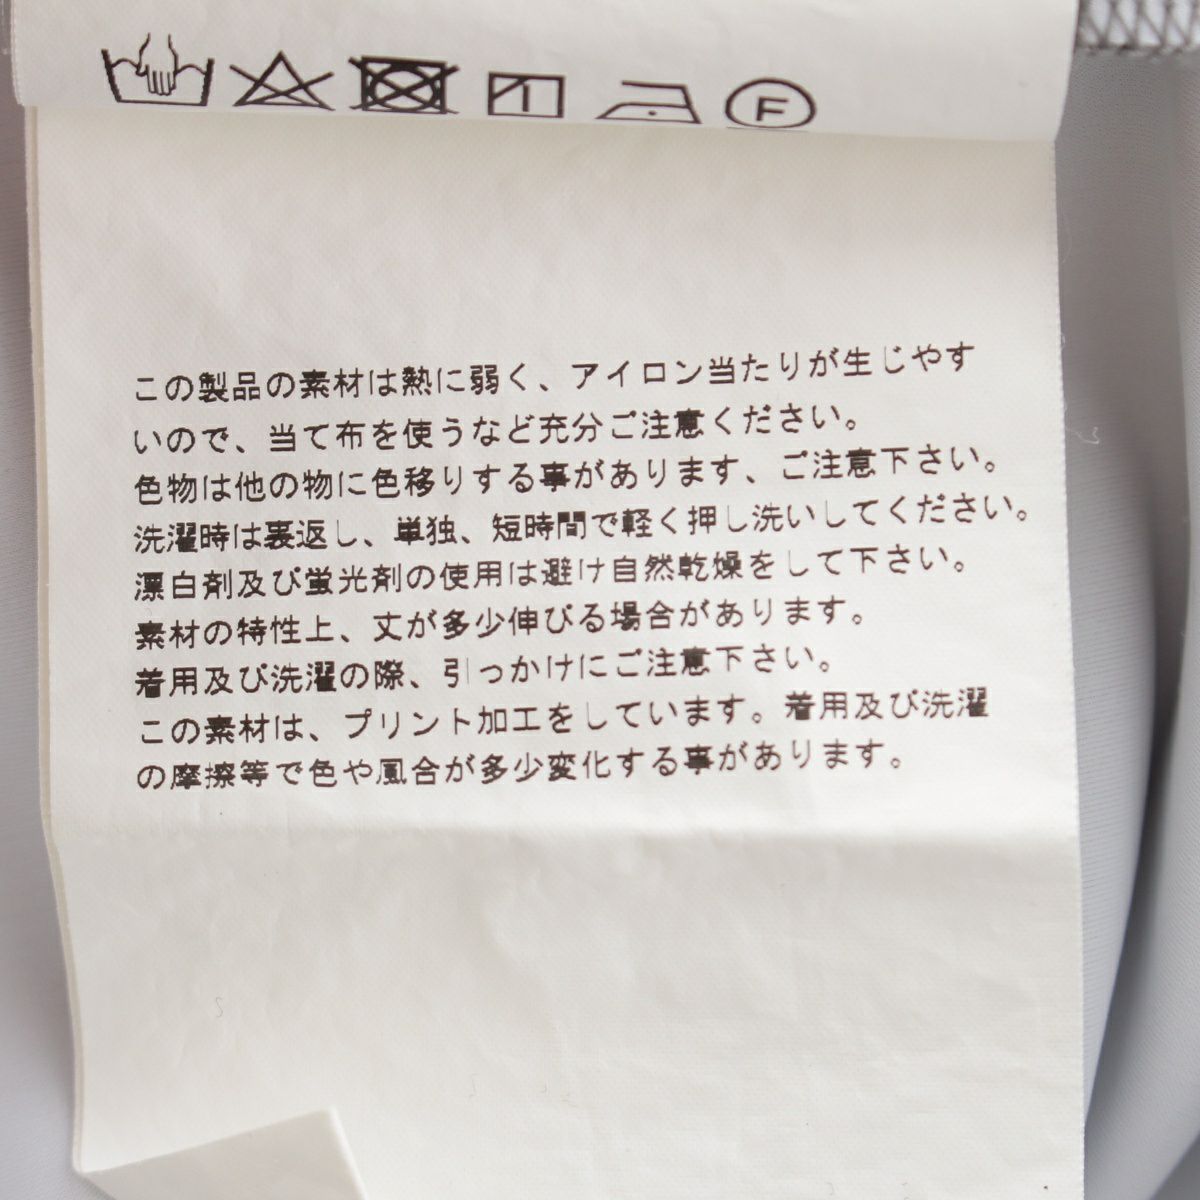 F
この製品の素材は熱に弱く、アイロン当たりが生じやす
いので、当て布を使うなど充分ご注意ください。
色物は他の物に色移りする事があります、ご注意下さい。
洗濯時は裏返し、単独、短時間で軽く押し洗いしてください。
漂白剤及び蛍光剤の使用は避け自然乾燥をして下さい。
素材の特性上、丈が多少伸びる場合があります。
着用及び洗濯の際、引っかけにご注意下さい。
この素材は、プリント加工をしています。着用及び洗濯
の摩擦等で色や風合が多少変化する事があります。